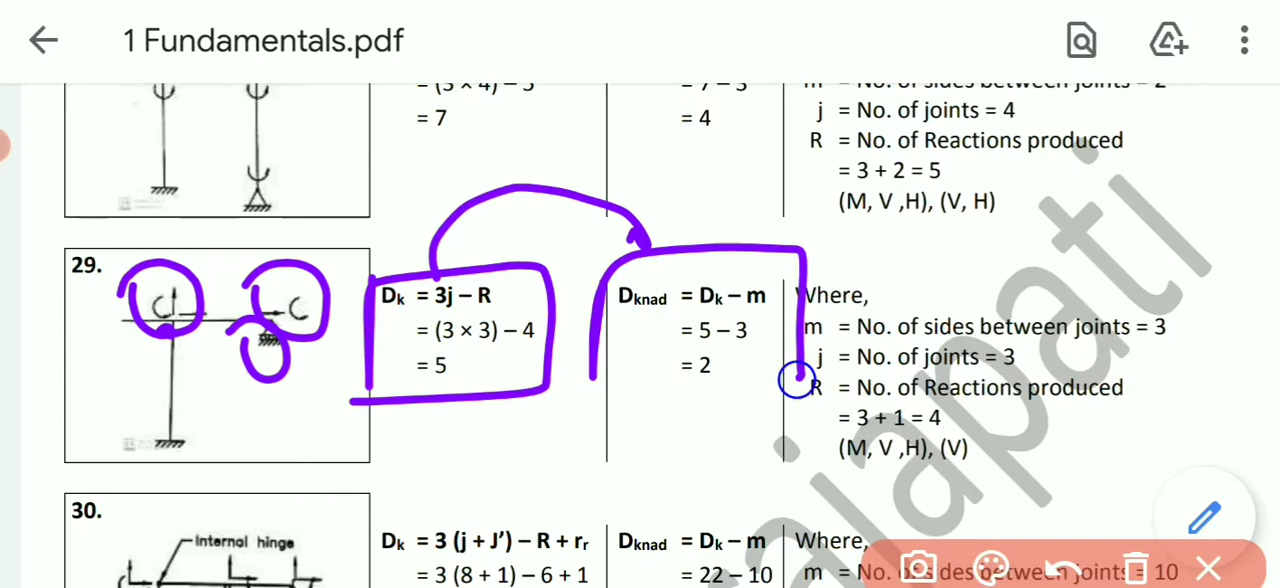 1 Fundamentals.pdf
= 7
= 4
j = No. of joints = 4
R = No. of Reactions produced
= 3 + 2 = 5
(M, V ,H), (V, H)
29.
Dk = 3j – R
= (3 × 3) – 4
= 5
Dknad = Dk – m
= 5 – 3
= 2
Where,
m = No. of sides between joints = 3
j = No. of joints = 3
R = No. of Reactions produced
= 3 + 1 = 4
(M, V ,H), (V)
30.
Internal hinge
Dk = 3 (j + J’) – R + rr
= 3 (8 + 1) – 6 + 1
Dknad = Dk – m
= 22 – 10
Where,
m = No. of sides between joints = 10